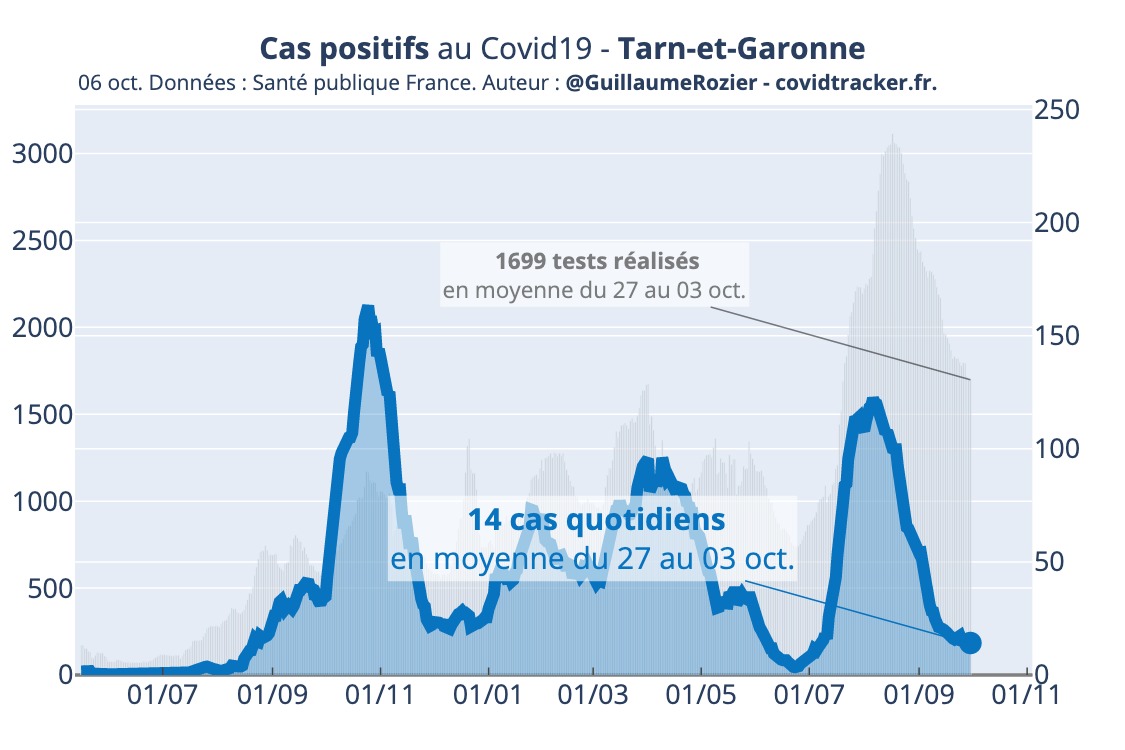 Cas positifs au Covid19 - Tarn-et-Garonne
06 oct. Données : Santé publique France. Auteur : @GuillaumeRozier - covidtracker.fr.
250
3000
200
2500
1699 tests réalisés
en moyenne du 27 au 03 oct.
2000
150
1500
100
1000
14 cas quotidiens
en moyenne du 27 au 03 oct.
50
500
0
0
01/07 01/09 01/11 01/01 01/03 01/05 01/07 01/09 01/11